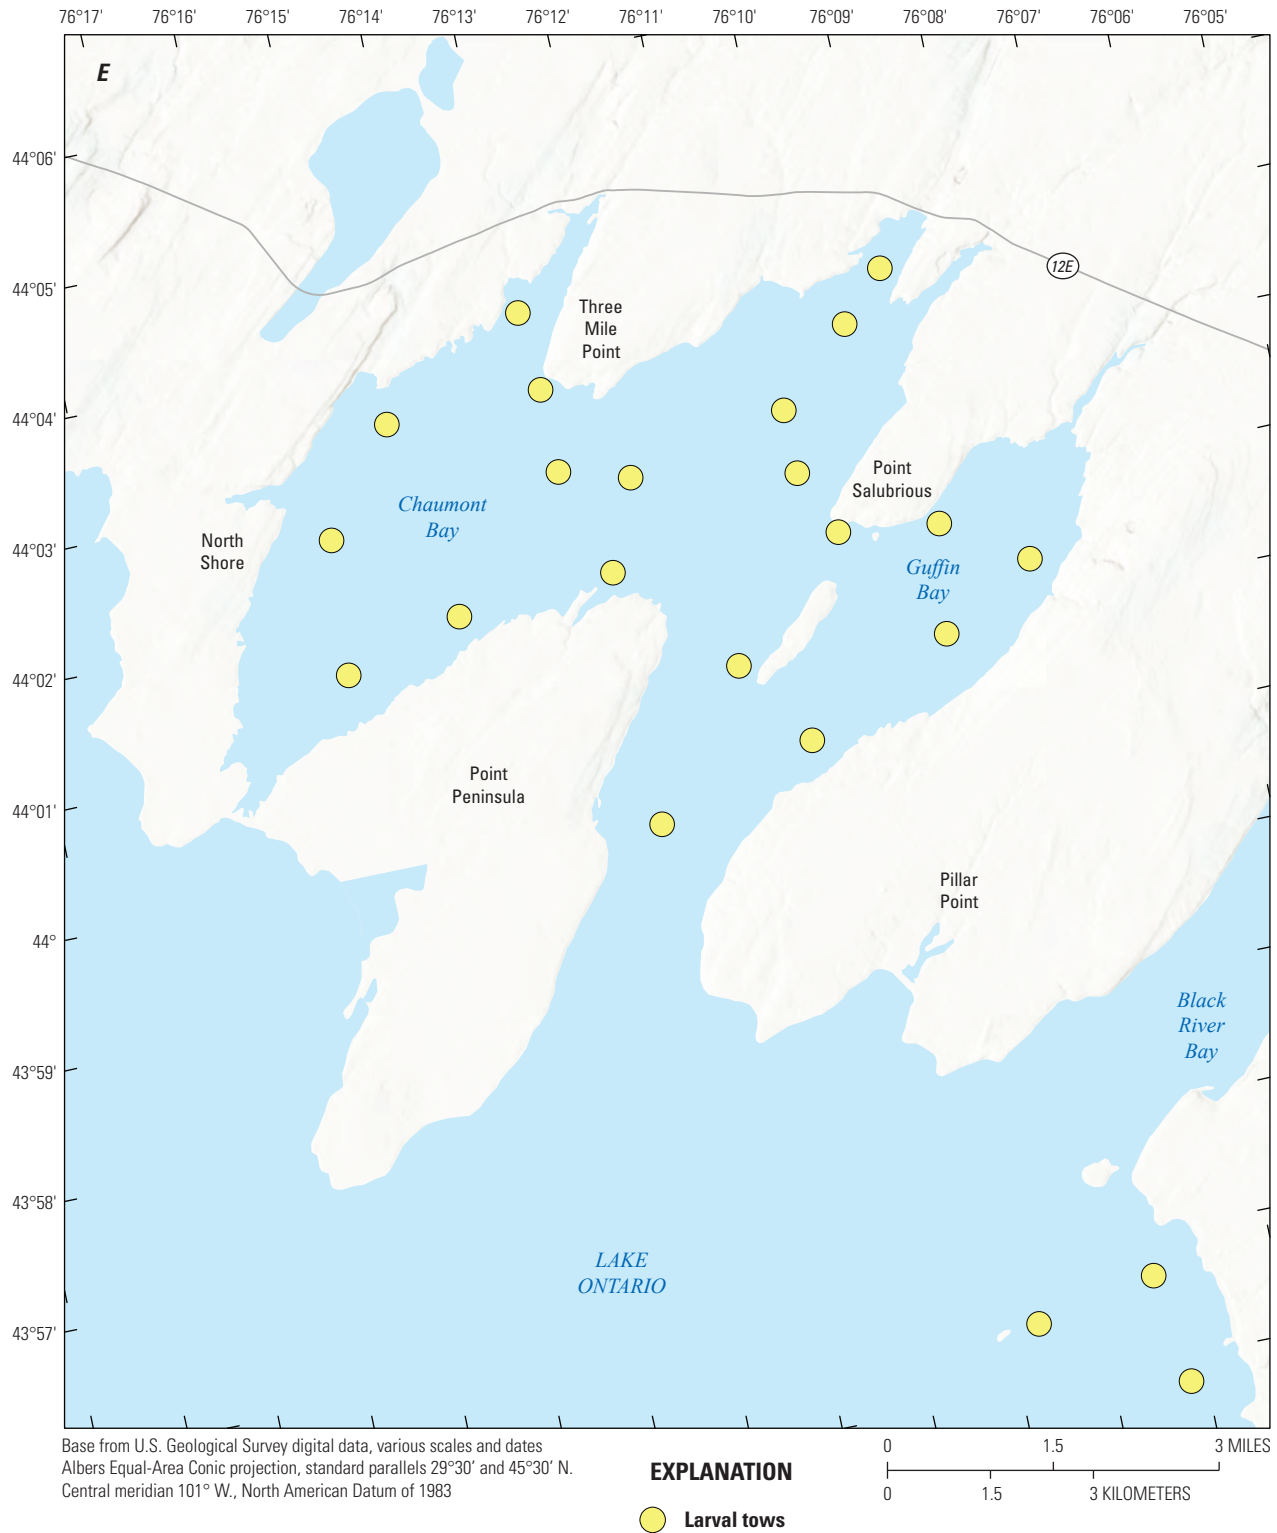 76°17'
76°16'
76°15'
76°14'
76°13'
76°12'
76°11'
76°10'
76°09'
76°08'
76°07'
76°06'
76°05'
E
44°06'
44°05'
44°04'
44°03'
44°02'
44°01'
44°
43°59'
43°58'
43°57'
12E
Three
Mile
Point
Point
Salubrious
Chaumont
Bay
North
Shore
Guffin
Bay
Point
Peninsula
Pillar
Point
Black
River
Bay
LAKE
ONTARIO
Base from U.S. Geological Survey digital data, various scales and dates
Albers Equal-Area Conic projection, standard parallels 29°30′ and 45°30′ N.
Central meridian 101° W., North American Datum of 1983
EXPLANATION
Larval tows
0 1.5 3 MILES
0 1.5 3 KILOMETERS